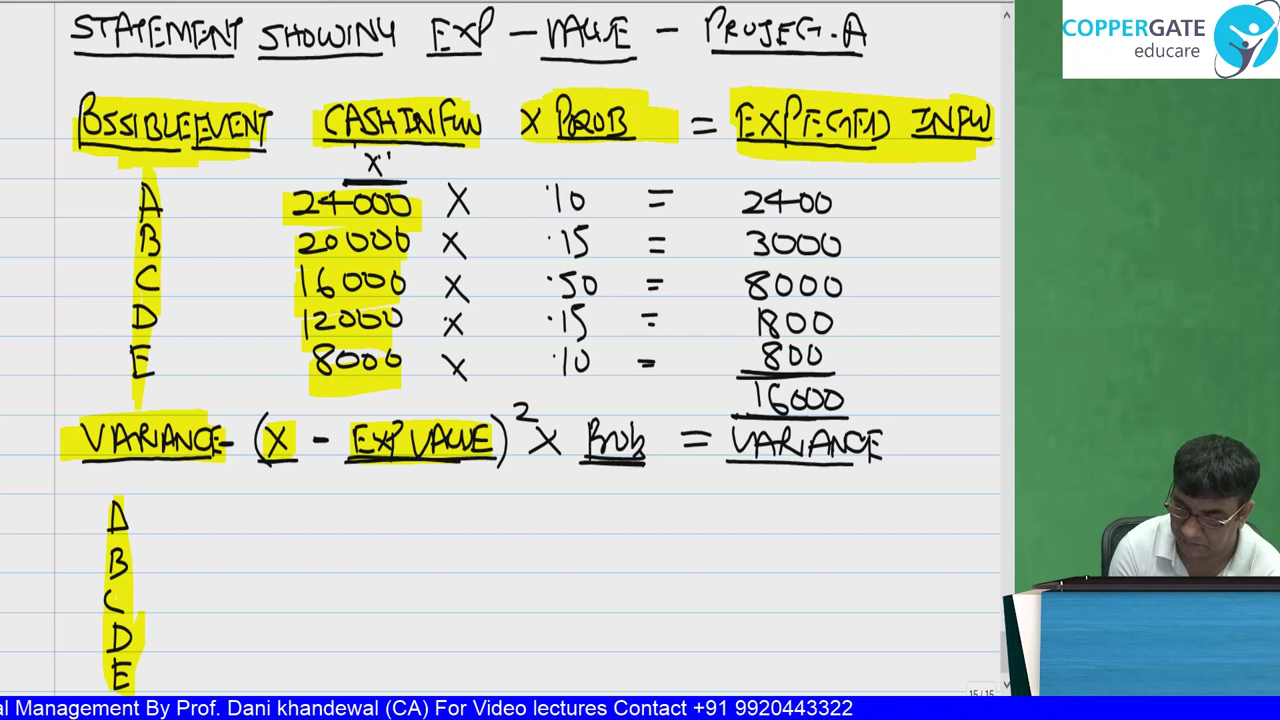 STATEMENT SHOWING EXP - VALUE - PROJECT.A
COPPERGATE
educare
POSSIBLE EVENT CASH INFLOW X PROB = EXPECTED INFLOW
'X'
A 24000 X .10 = 2400
B 20000 X .15 = 3000
C 16000 X .50 = 8000
D 12000 X .15 = 1800
E 8000 X .10 = 800
16000
VARIANCE - (X - EXP VALUE)² X Prob = VARIANCE
A
B
C
D
E
15/15
al Management By Prof. Dani khandewal (CA) For Video lectures Contact +91 9920443322